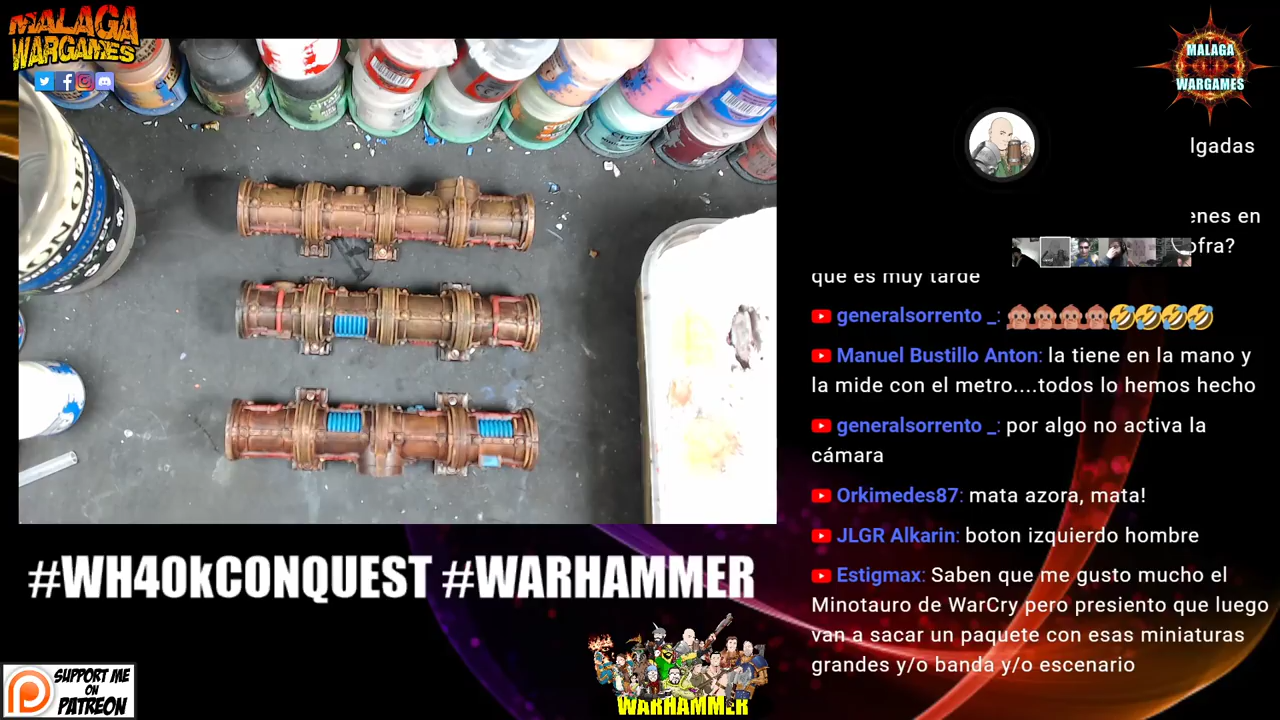 MALAGA
WARGAMES
MALAGA
WARGAMES
lgadas
enes en
ofra?
que es muy tarde
generalsorrento _: 🙊🙊🙊🙊🤣🤣🤣🤣
Manuel Bustillo Anton: la tiene en la mano y
la mide con el metro....todos lo hemos hecho
generalsorrento _: por algo no activa la
cámara
Orkimedes87: mata azora, mata!
JLGR Alkarin: boton izquierdo hombre
Estigmax: Saben que me gusto mucho el
Minotauro de WarCry pero presiento que luego
van a sacar un paquete con esas miniaturas
grandes y/o banda y/o escenario
#WH40kCONQUEST #WARHAMMER
SUPPORT ME
ON
PATREON
WARHAMMER